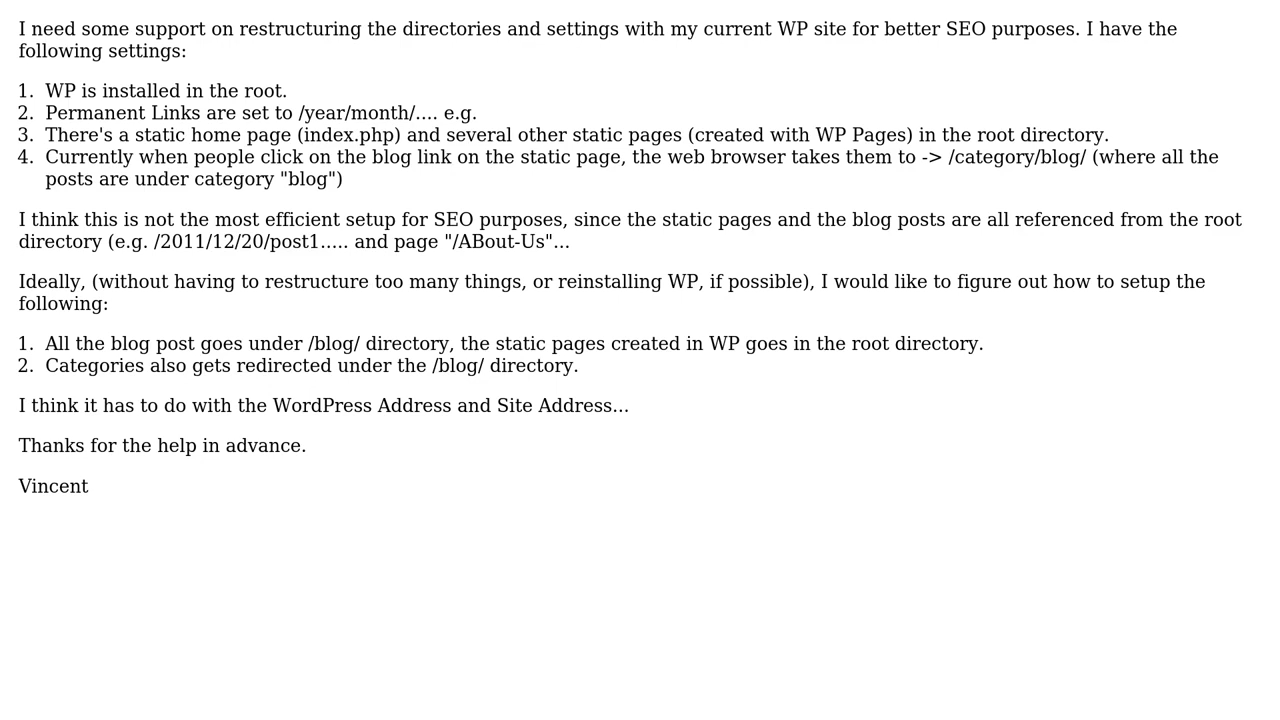 I need some support on restructuring the directories and settings with my current WP site for better SEO purposes. I have the
following settings:
1. WP is installed in the root.
2. Permanent Links are set to /year/month/.... e.g.
3. There's a static home page (index.php) and several other static pages (created with WP Pages) in the root directory.
4. Currently when people click on the blog link on the static page, the web browser takes them to -> /category/blog/ (where all the
posts are under category "blog")
I think this is not the most efficient setup for SEO purposes, since the static pages and the blog posts are all referenced from the root
directory (e.g. /2011/12/20/post1..... and page "/ABout-Us"...
Ideally, (without having to restructure too many things, or reinstalling WP, if possible), I would like to figure out how to setup the
following:
1. All the blog post goes under /blog/ directory, the static pages created in WP goes in the root directory.
2. Categories also gets redirected under the /blog/ directory.
I think it has to do with the WordPress Address and Site Address...
Thanks for the help in advance.
Vincent